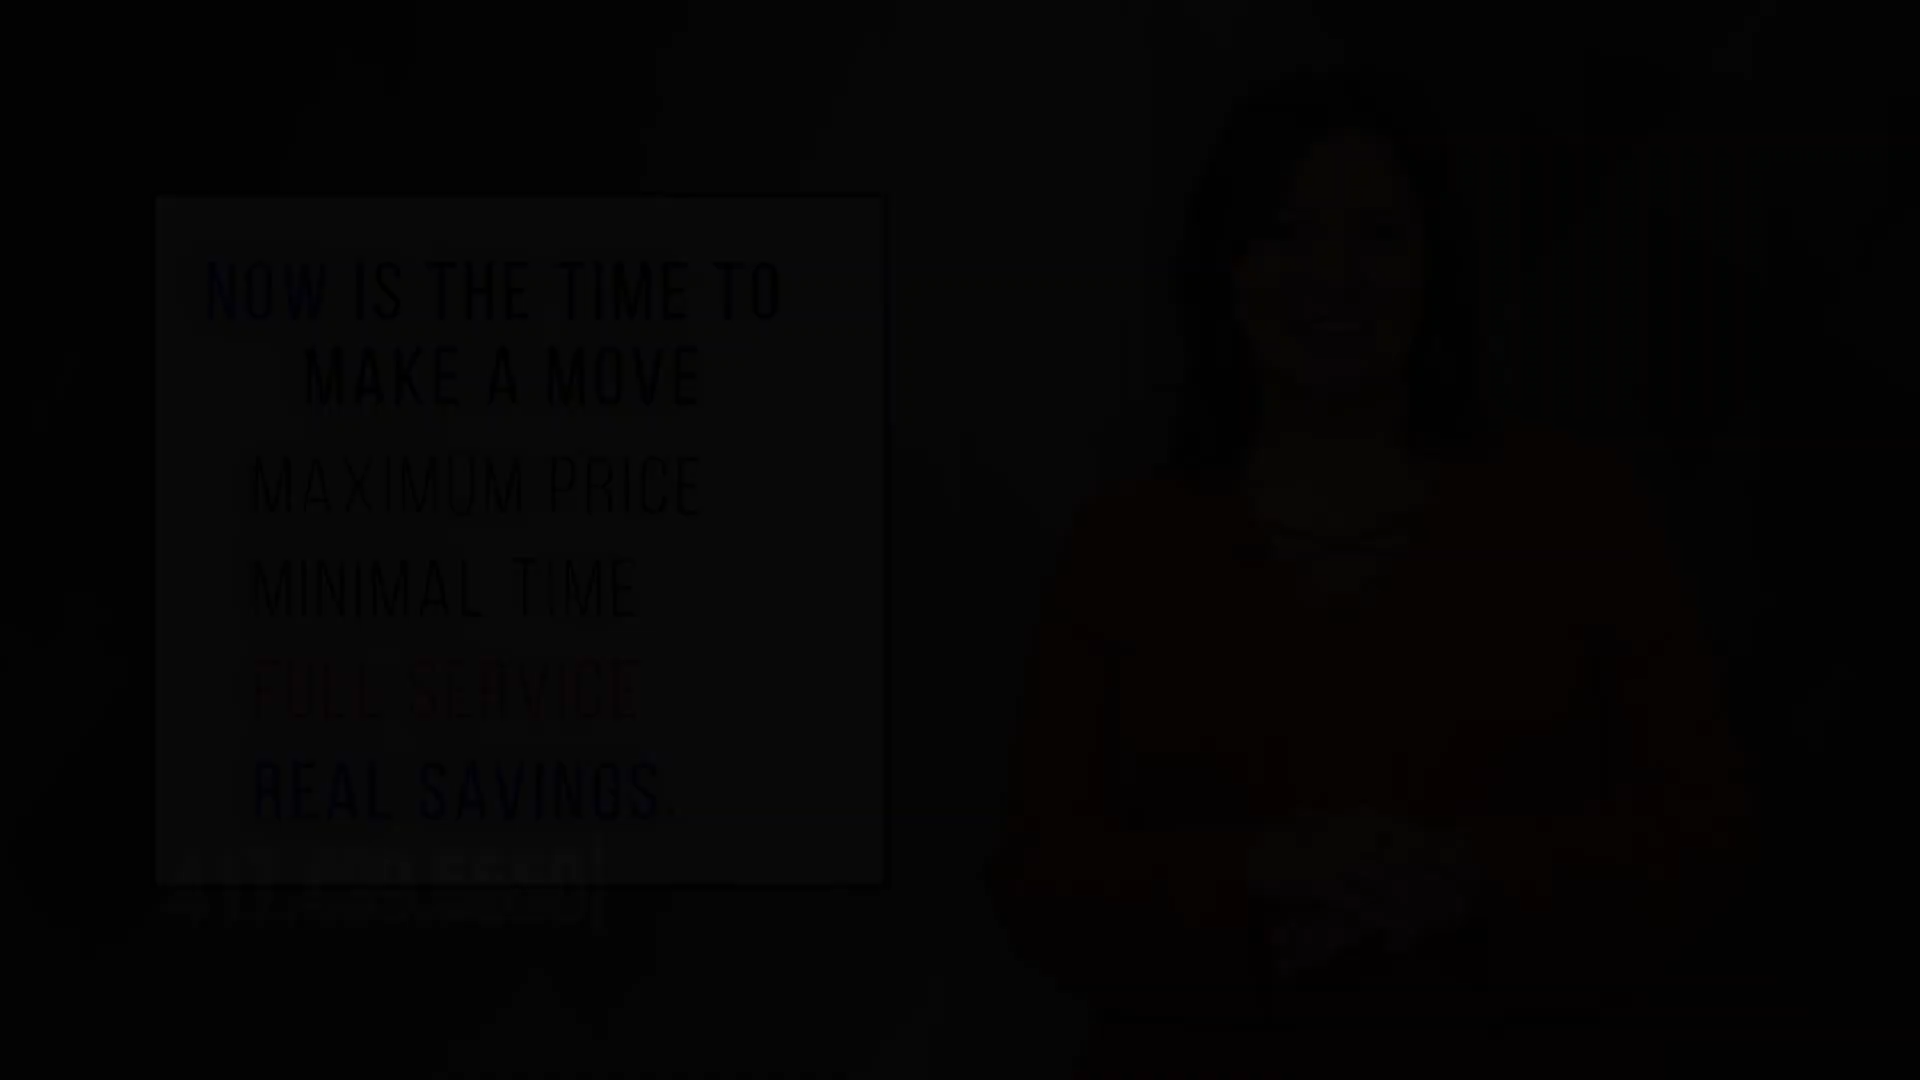 NOW IS THE TIME TO
MAKE A MOVE
MAXIMUM PRICE
MINIMAL TIME
FULL SERVICE
REAL SAVINGS.